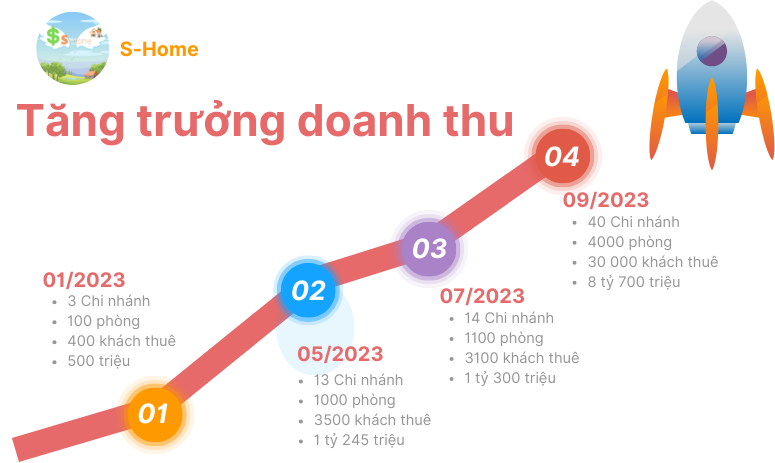 S-Home
Tăng trưởng doanh thu
01
01/2023
3 Chi nhánh
100 phòng
400 khách thuê
500 triệu
02
05/2023
13 Chi nhánh
1000 phòng
3500 khách thuê
1 tỷ 245 triệu
03
07/2023
14 Chi nhánh
1100 phòng
3100 khách thuê
1 tỷ 300 triệu
04
09/2023
40 Chi nhánh
4000 phòng
30 000 khách thuê
8 tỷ 700 triệu